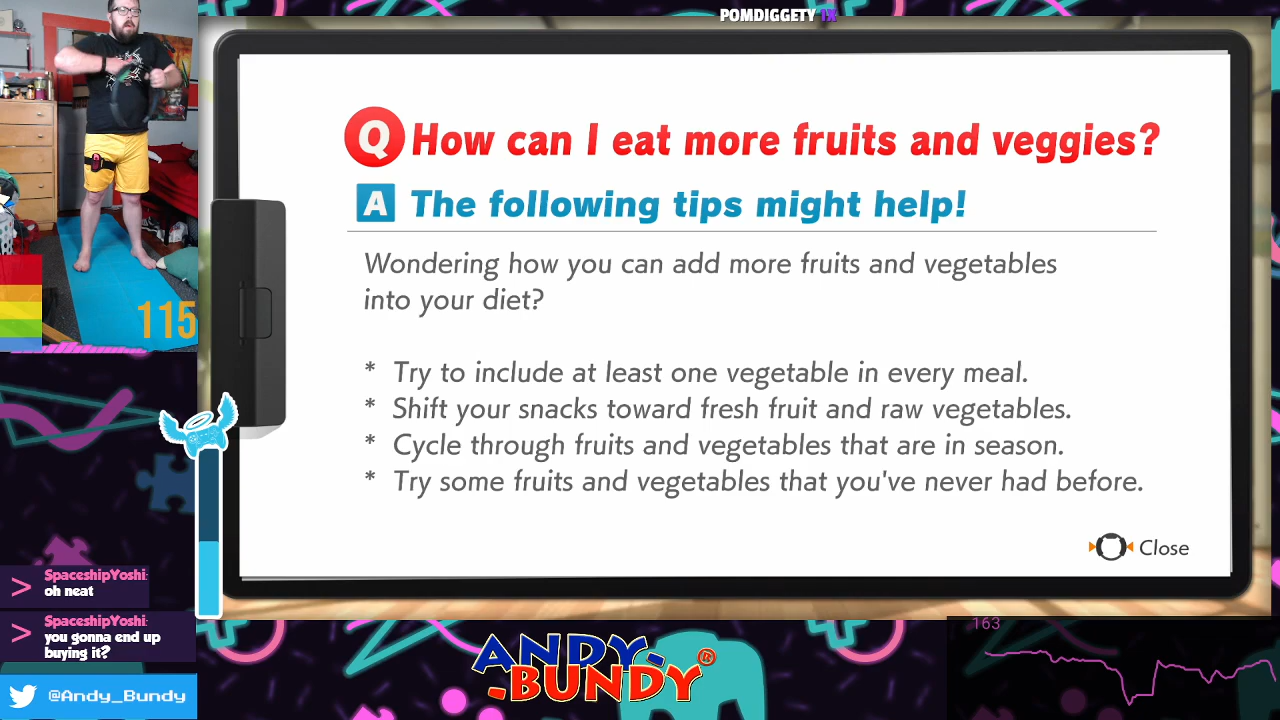 POMDIGGETY IX
Q How can I eat more fruits and veggies?
A The following tips might help!
Wondering how you can add more fruits and vegetables
into your diet?
* Try to include at least one vegetable in every meal.
* Shift your snacks toward fresh fruit and raw vegetables.
* Cycle through fruits and vegetables that are in season.
* Try some fruits and vegetables that you've never had before.
Close
115
SpaceshipYoshi:
> oh neat
SpaceshipYoshi:
> you gonna end up
buying it?
@Andy_Bundy
ANDY-
-BUNDY®
163